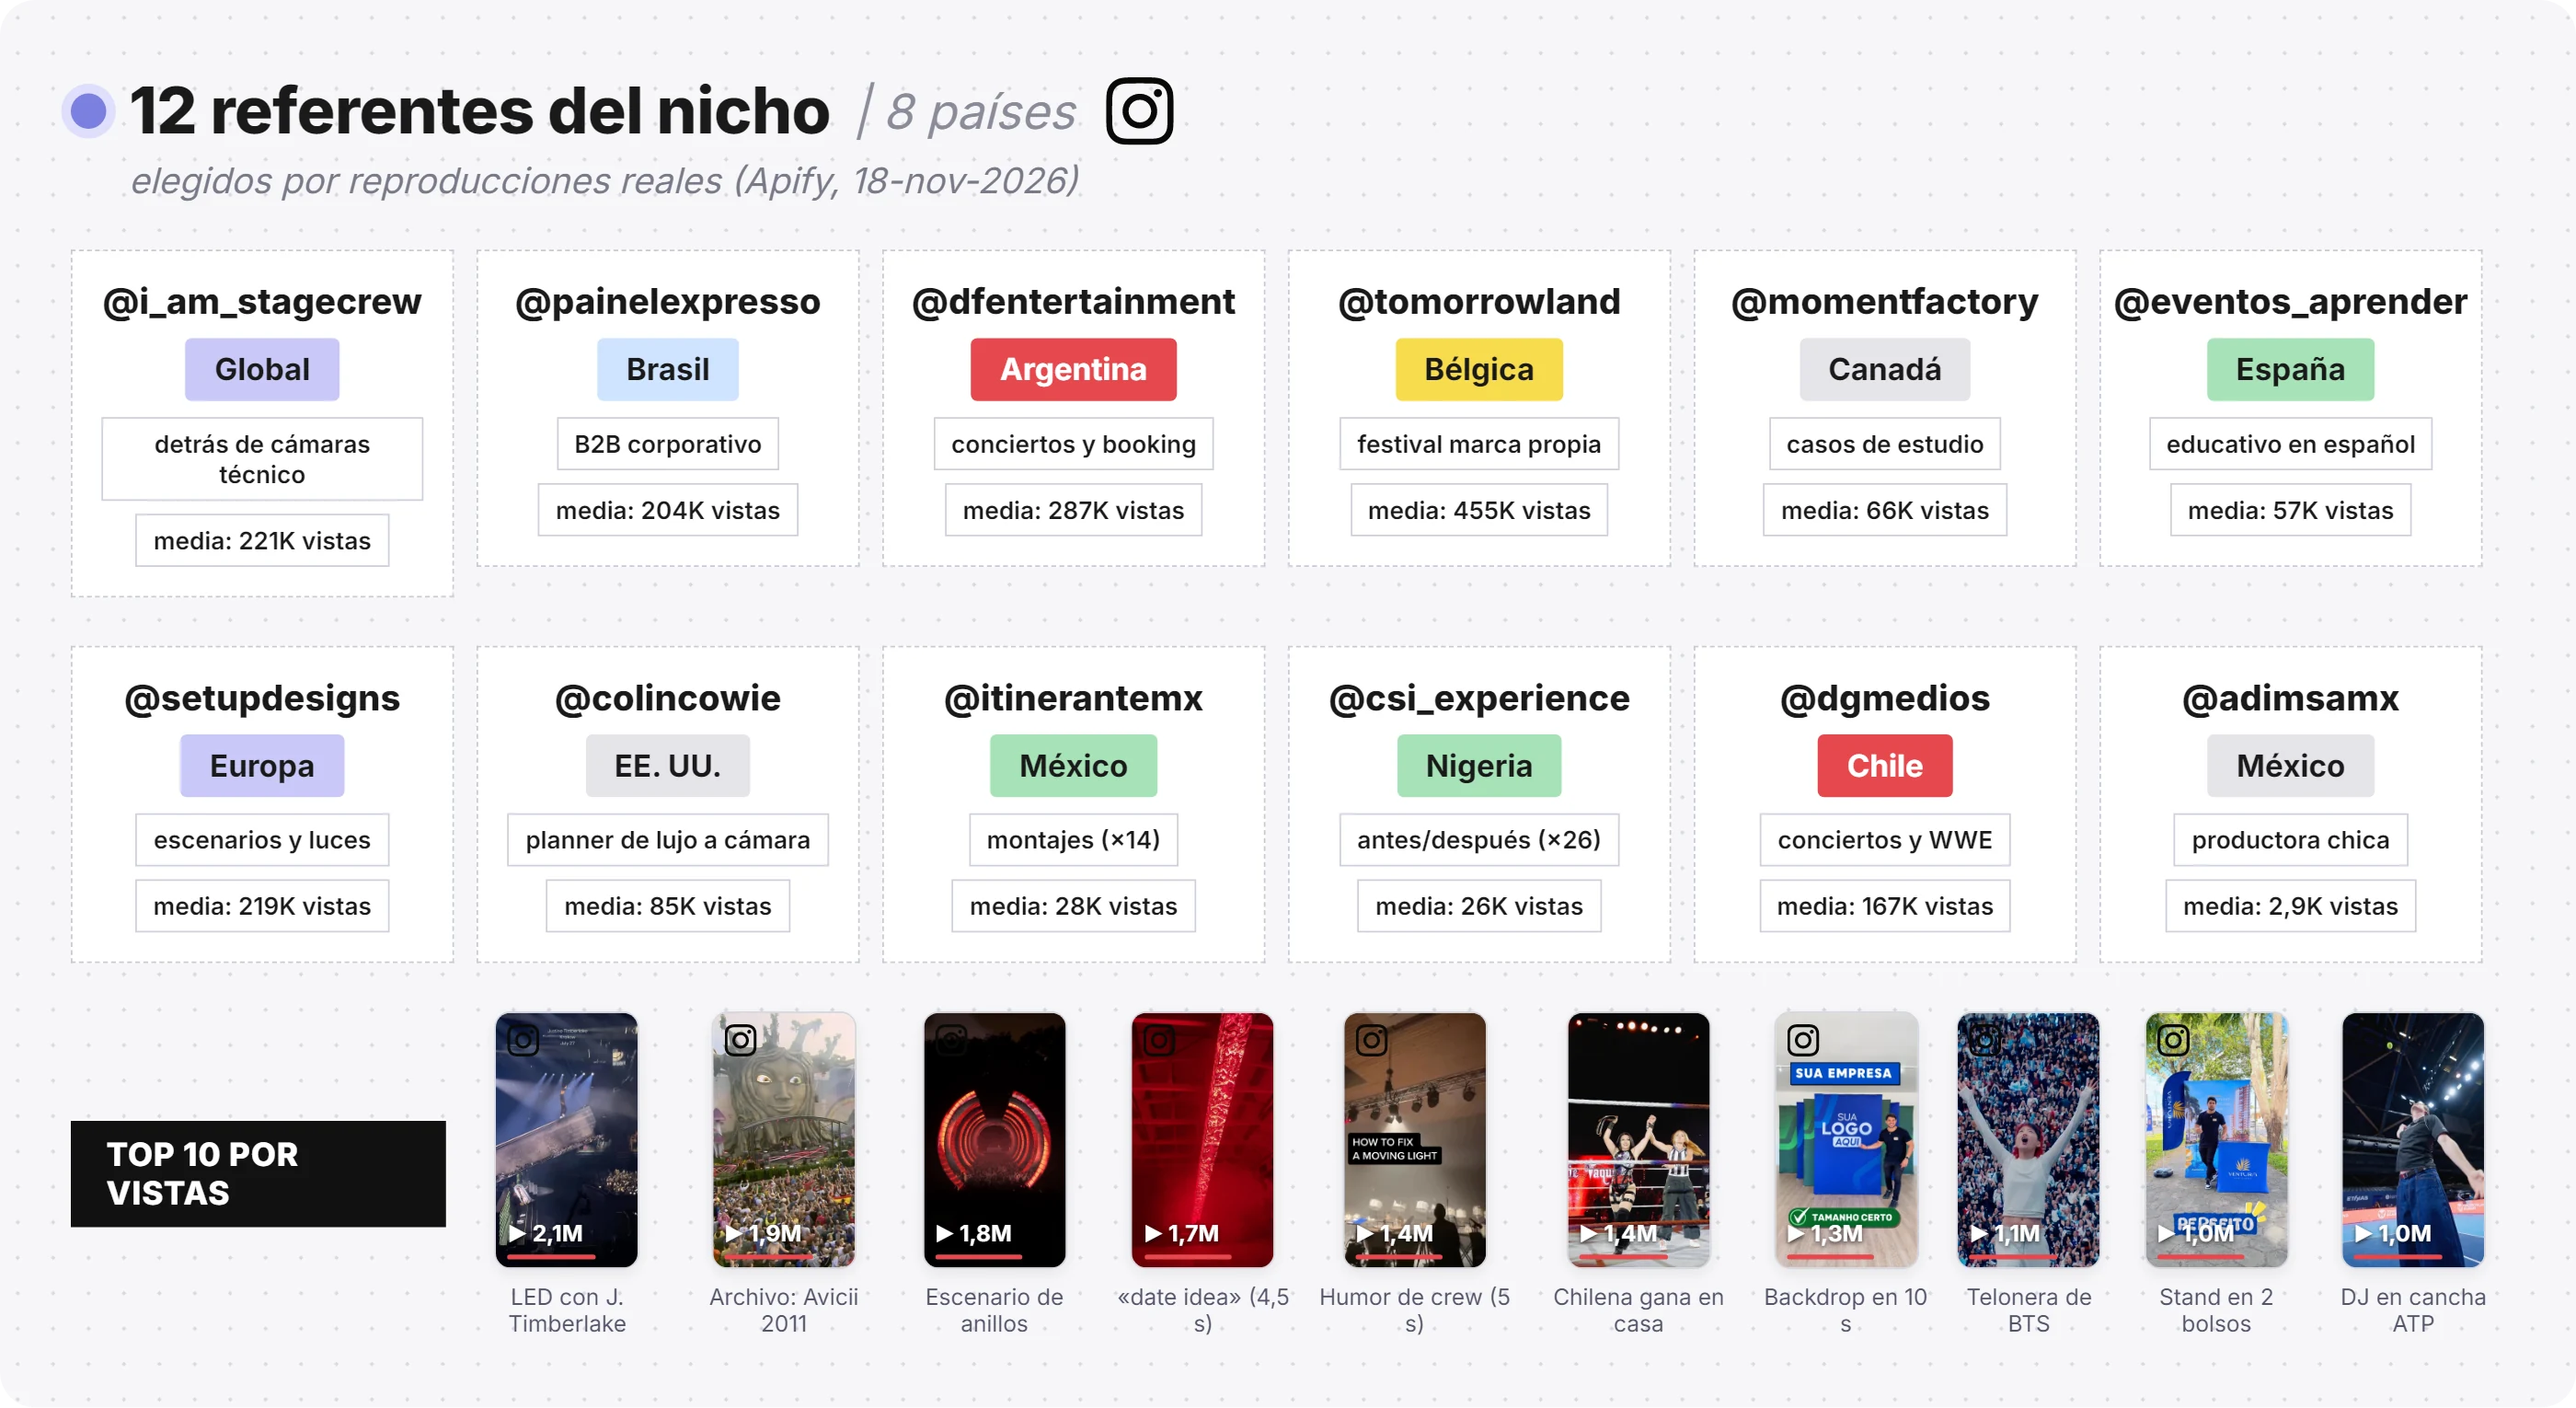 12 referentes del nicho | 8 países
elegidos por reproducciones reales (Apify, 18-nov-2026)
@i_am_stagecrew
Global
detrás de cámaras
técnico
media: 221K vistas
@painelexpresso
Brasil
B2B corporativo
media: 204K vistas
@dfentertainment
Argentina
conciertos y booking
media: 287K vistas
@tomorrowland
Bélgica
festival marca propia
media: 455K vistas
@momentfactory
Canadá
casos de estudio
media: 66K vistas
@eventos_aprender
España
educativo en español
media: 57K vistas
@setupdesigns
Europa
escenarios y luces
media: 219K vistas
@colincowie
EE. UU.
planner de lujo a cámara
media: 85K vistas
@itinerantemx
México
montajes (×14)
media: 28K vistas
@csi_experience
Nigeria
antes/después (×26)
media: 26K vistas
@dgmedios
Chile
conciertos y WWE
media: 167K vistas
@adimsamx
México
productora chica
media: 2,9K vistas
TOP 10 POR
VISTAS
2,1M
LED con J.
Timberlake
1,9M
Archivo: Avicii
2011
1,8M
Escenario de
anillos
1,7M
«date idea» (4,5
s)
HOW TO FIX
A MOVING LIGHT
1,4M
Humor de crew (5
s)
1,4M
Chilena gana en
casa
SUA EMPRESA
SUA
LOGO
AQUI
TAMANHO CERTO
1,3M
Backdrop en 10
s
1,1M
Telonera de
BTS
PERFEITO
1,0M
Stand en 2
bolsos
1,0M
DJ en cancha
ATP